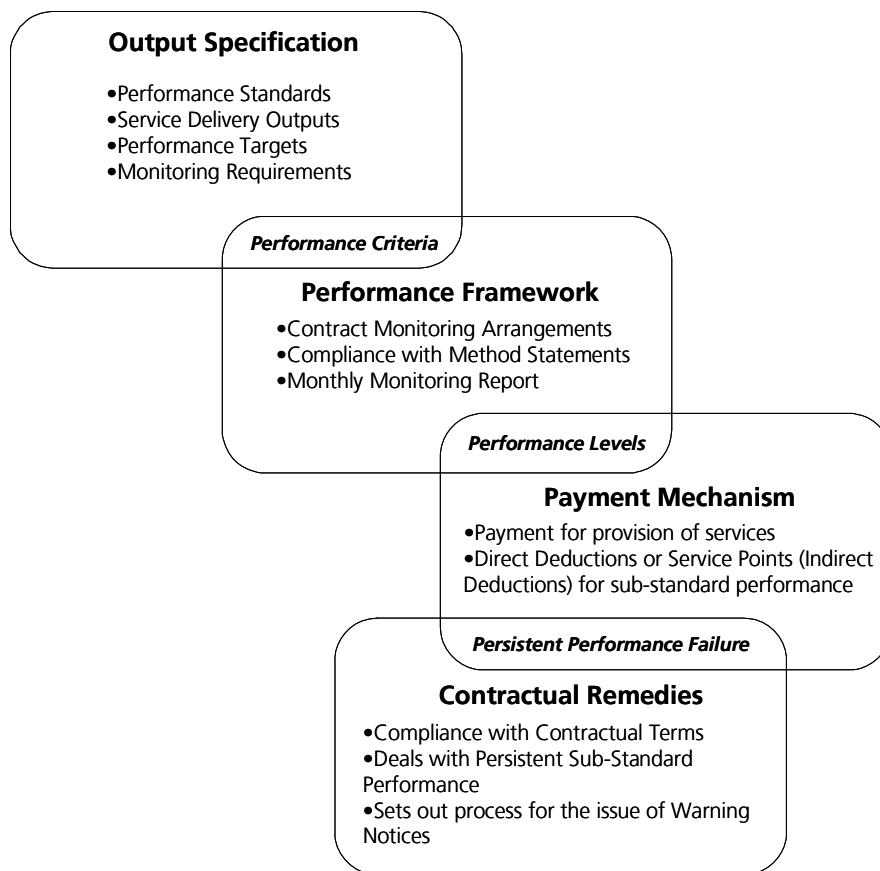 Output Specification
•Performance Standards
•Service Delivery Outputs
•Performance Targets
•Monitoring Requirements
Performance Criteria
Performance Framework
•Contract Monitoring Arrangements
•Compliance with Method Statements
•Monthly Monitoring Report
Performance Levels
Payment Mechanism
•Payment for provision of services
•Direct Deductions or Service Points (Indirect
Deductions) for sub-standard performance
Persistent Performance Failure
Contractual Remedies
•Compliance with Contractual Terms
•Deals with Persistent Sub-Standard
Performance
•Sets out process for the issue of Warning
Notices